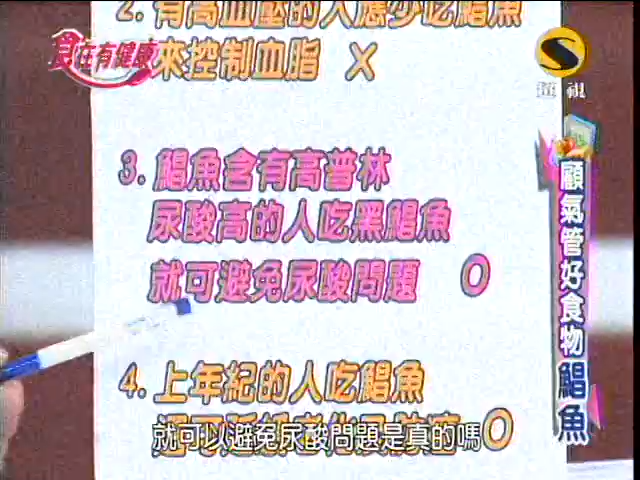 2. 有高血壓的人應少吃鯧魚
來控制血脂 X
食在有健康
超視
3. 鯧魚含有高普林
尿酸高的人吃黑鯧魚
就可避免尿酸問題 O
顧氣管好食物 鯧魚
4. 上年紀的人吃鯧魚
O
就可以避免尿酸問題是真的嗎